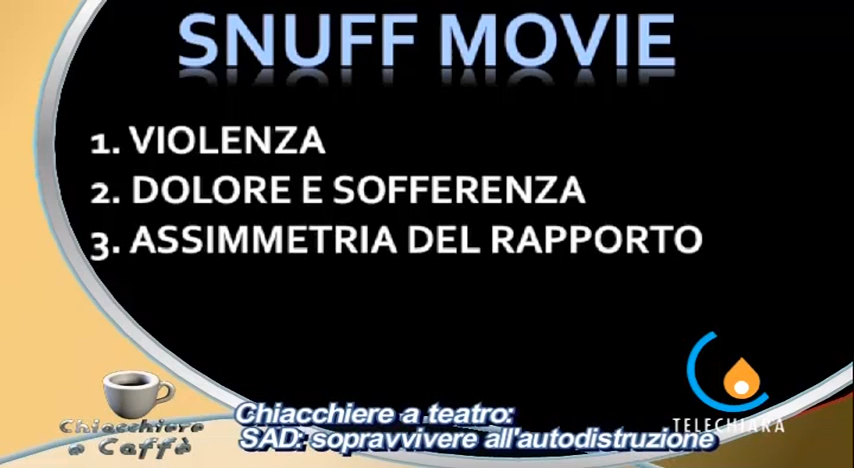 SNUFF MOVIE
1. VIOLENZA
2. DOLORE E SOFFERENZA
3. ASSIMMETRIA DEL RAPPORTO
Chiacchiere
e Caffè
Chiacchiere a teatro:
SAD: sopravvivere all'autodistruzione
TELECHIARA